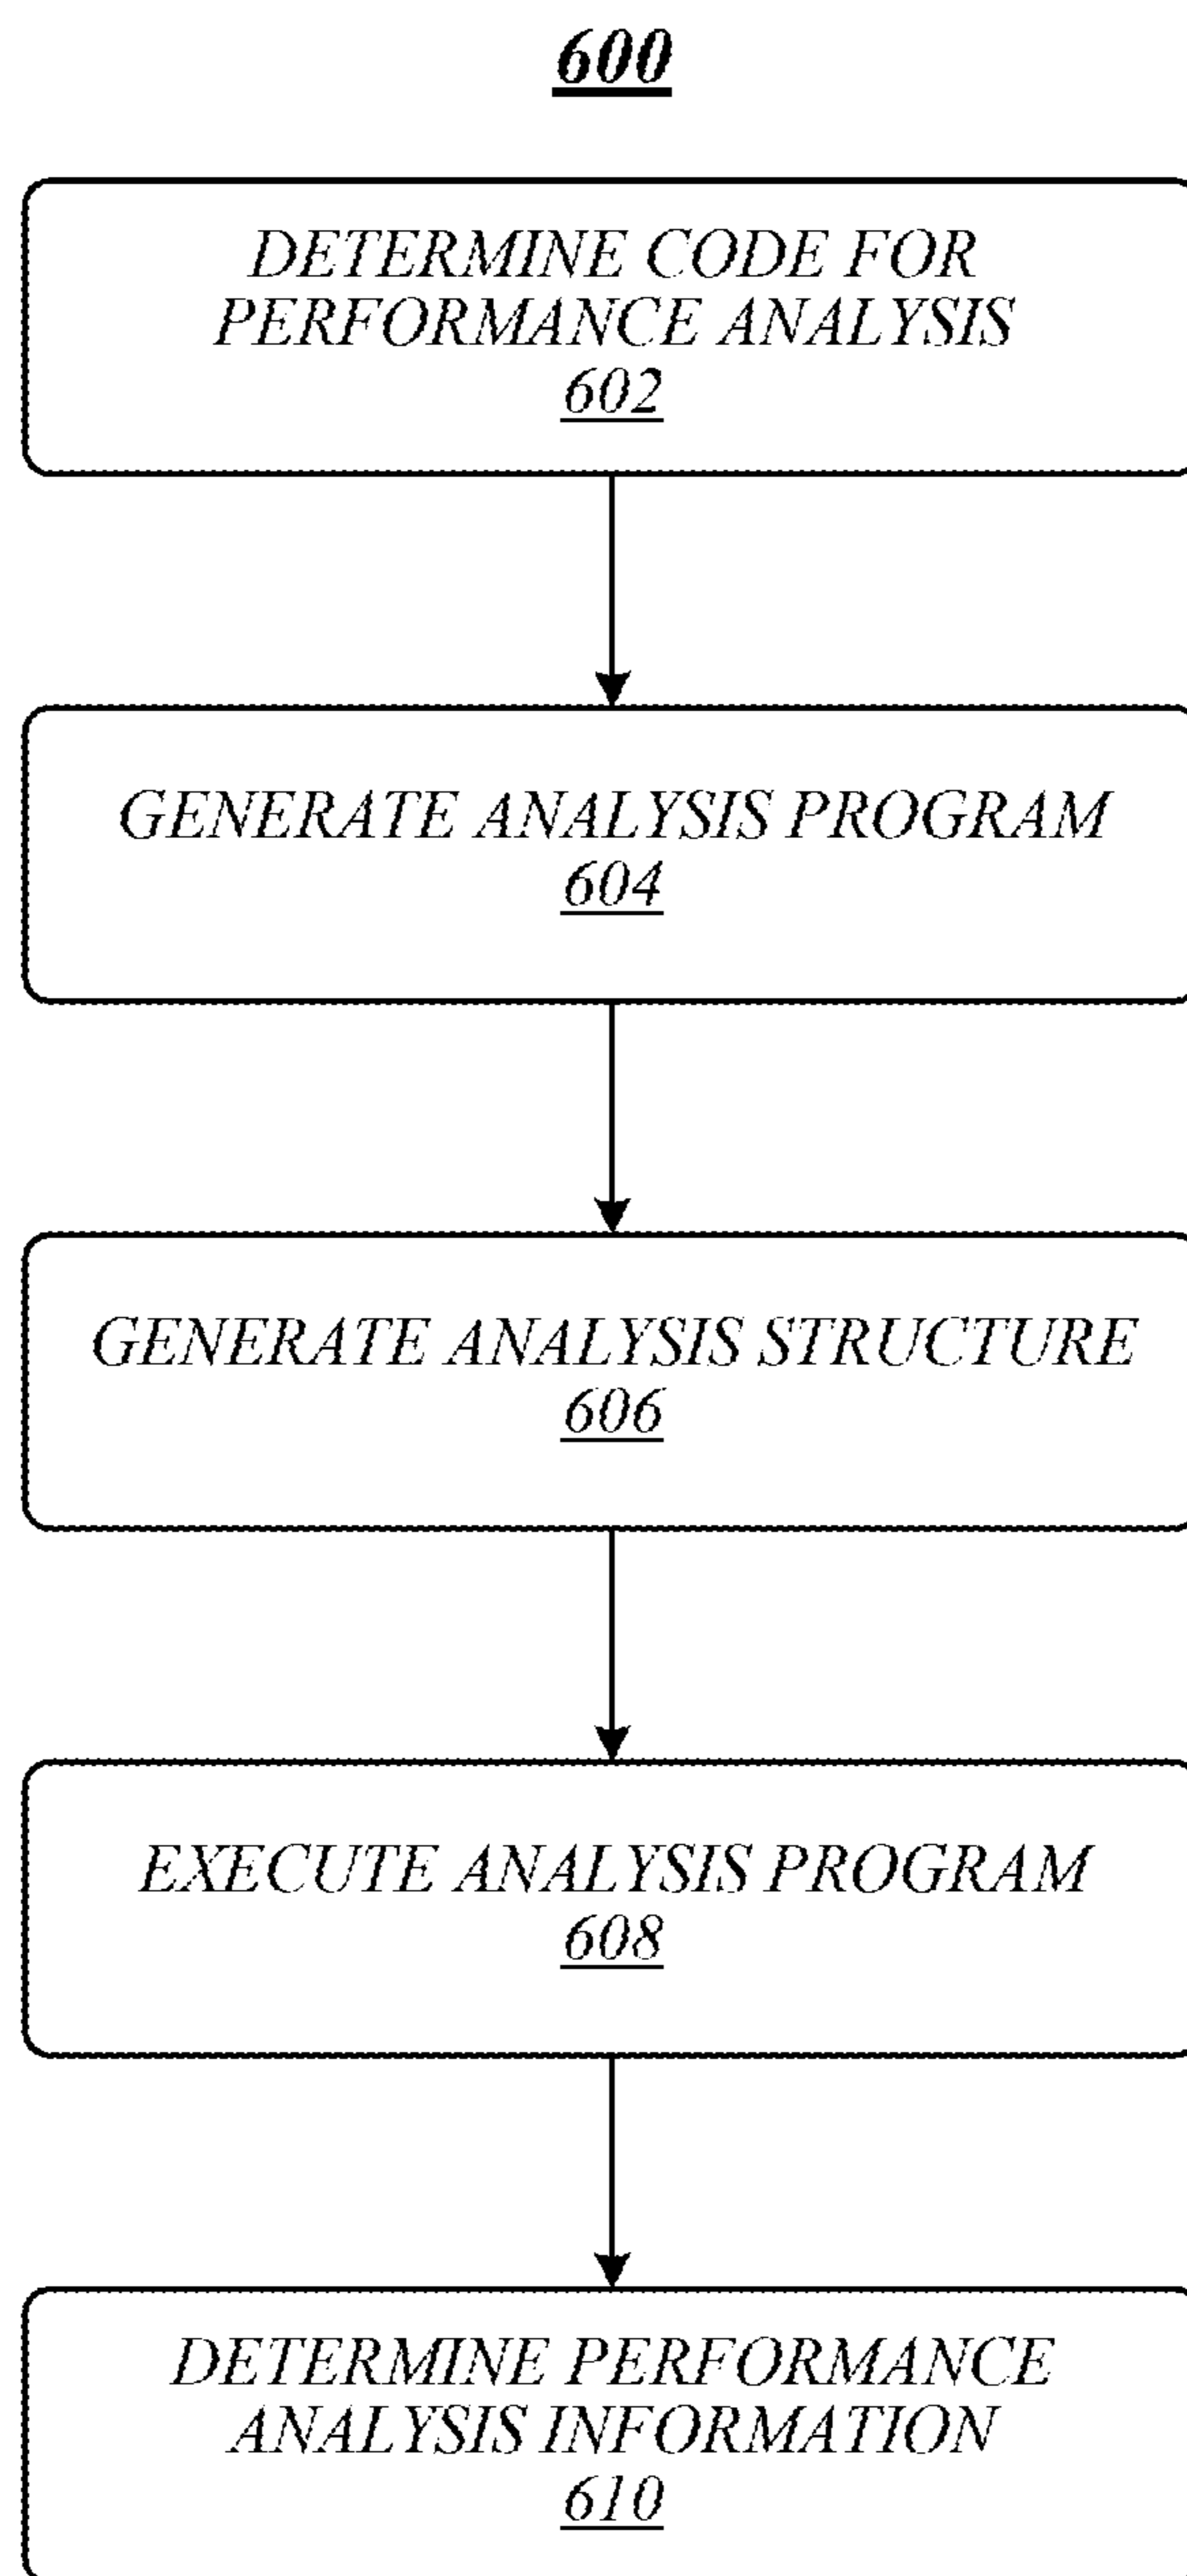 600
DETERMINE CODE FOR
PERFORMANCE ANALYSIS
602
GENERATE ANALYSIS PROGRAM
604
GENERATE ANALYSIS STRUCTURE
606
EXECUTE ANALYSIS PROGRAM
608
DETERMINE PERFORMANCE
ANALYSIS INFORMATION
610